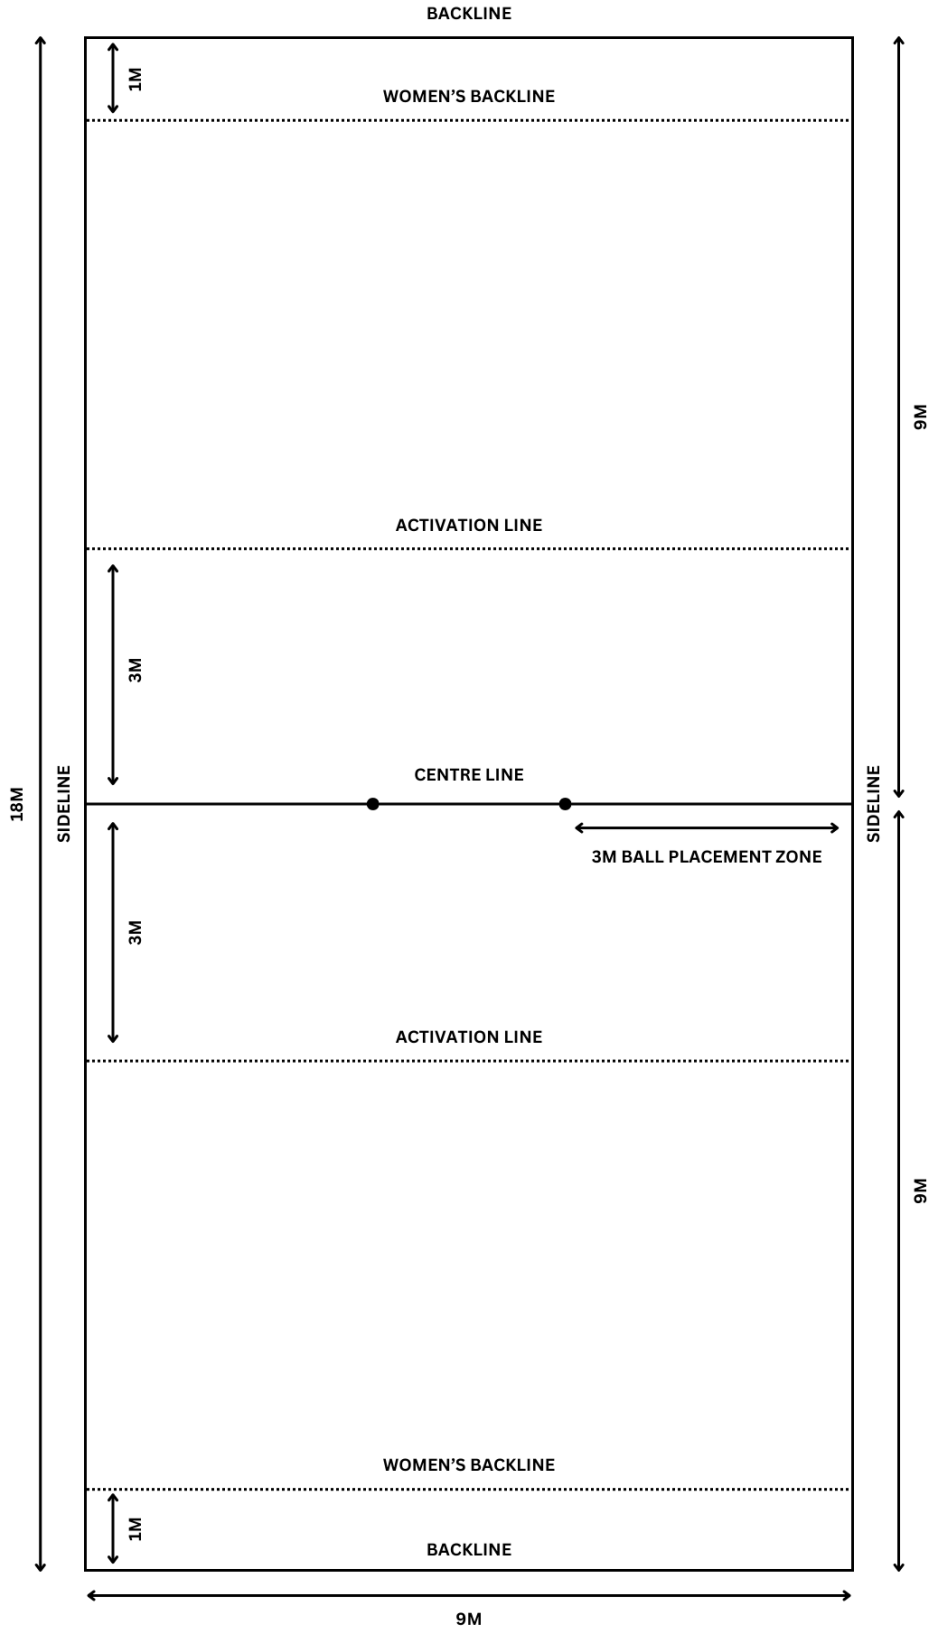 BACKLINE
1M
WOMEN'S BACKLINE
9M
ACTIVATION LINE
3M
CENTRE LINE
18M
SIDELINE
SIDELINE
3M BALL PLACEMENT ZONE
3M
ACTIVATION LINE
9M
WOMEN'S BACKLINE
1M
BACKLINE
9M